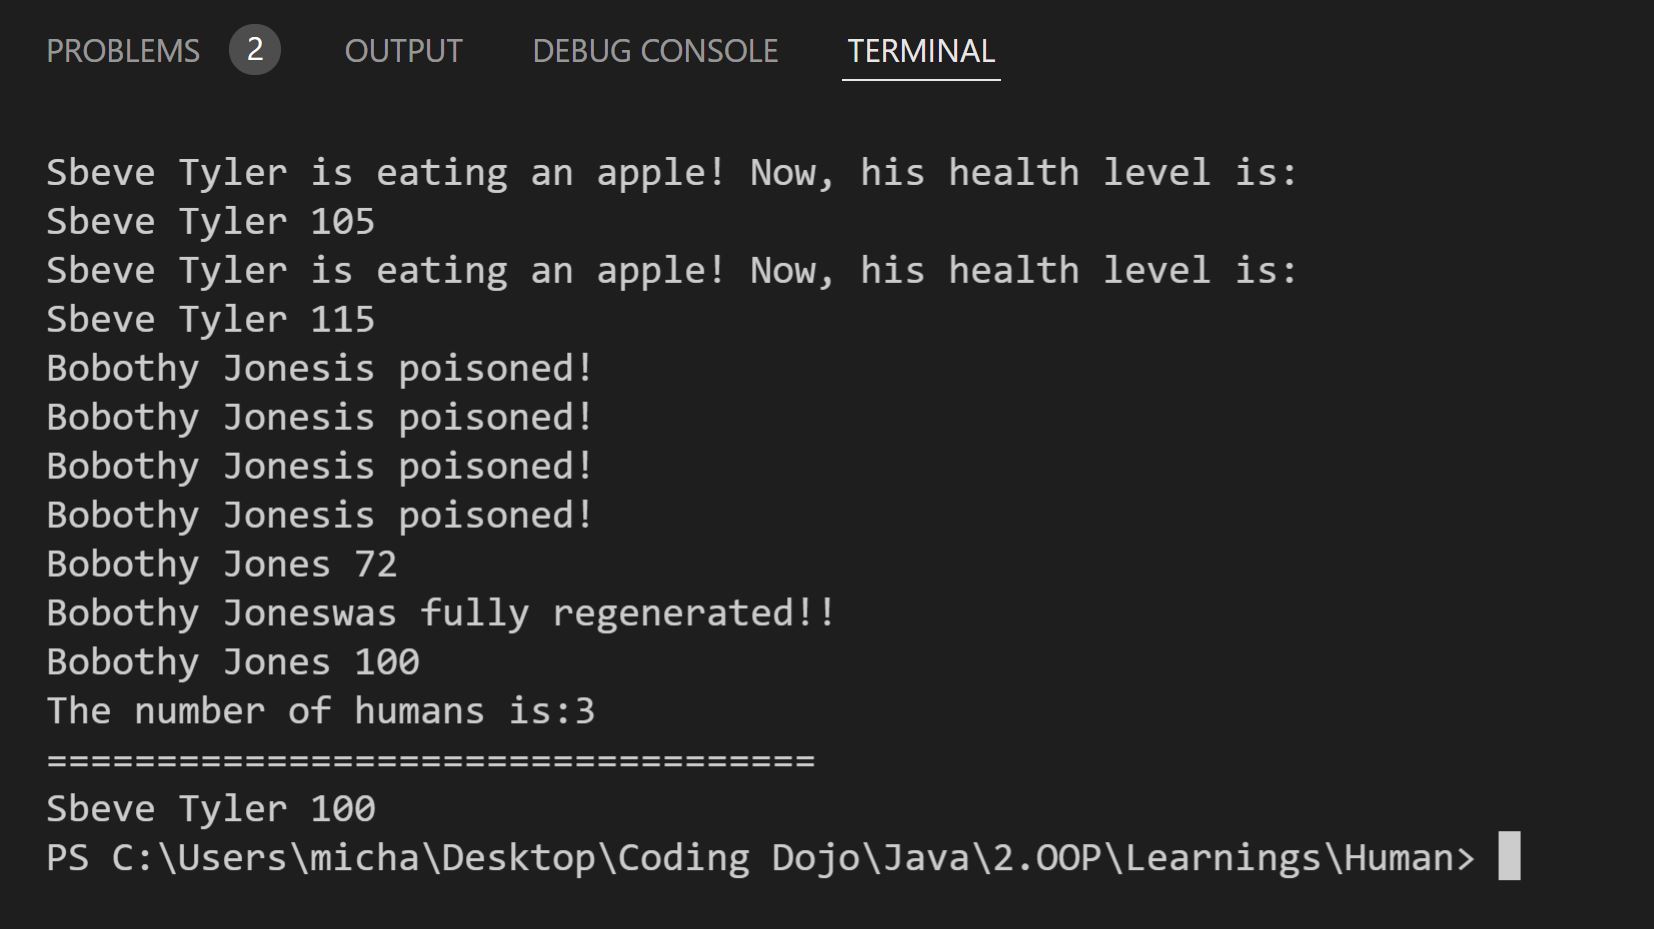 PROBLEMS 2 OUTPUT DEBUG CONSOLE TERMINAL
Sbeve Tyler is eating an apple! Now, his health level is:
Sbeve Tyler 105
Sbeve Tyler is eating an apple! Now, his health level is:
Sbeve Tyler 115
Bobothy Jonesis poisoned!
Bobothy Jonesis poisoned!
Bobothy Jonesis poisoned!
Bobothy Jonesis poisoned!
Bobothy Jones 72
Bobothy Joneswas fully regenerated!!
Bobothy Jones 100
The number of humans is:3
===================================
Sbeve Tyler 100
PS C:\Users\micha\Desktop\Coding Dojo\Java\2.OOP\Learnings\Human>